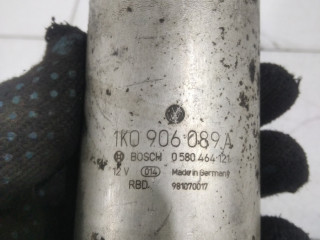 1K0 906 089 A
BOSCH 0 580 464 121
12 V 014 Made in Germany
RBD 981070017